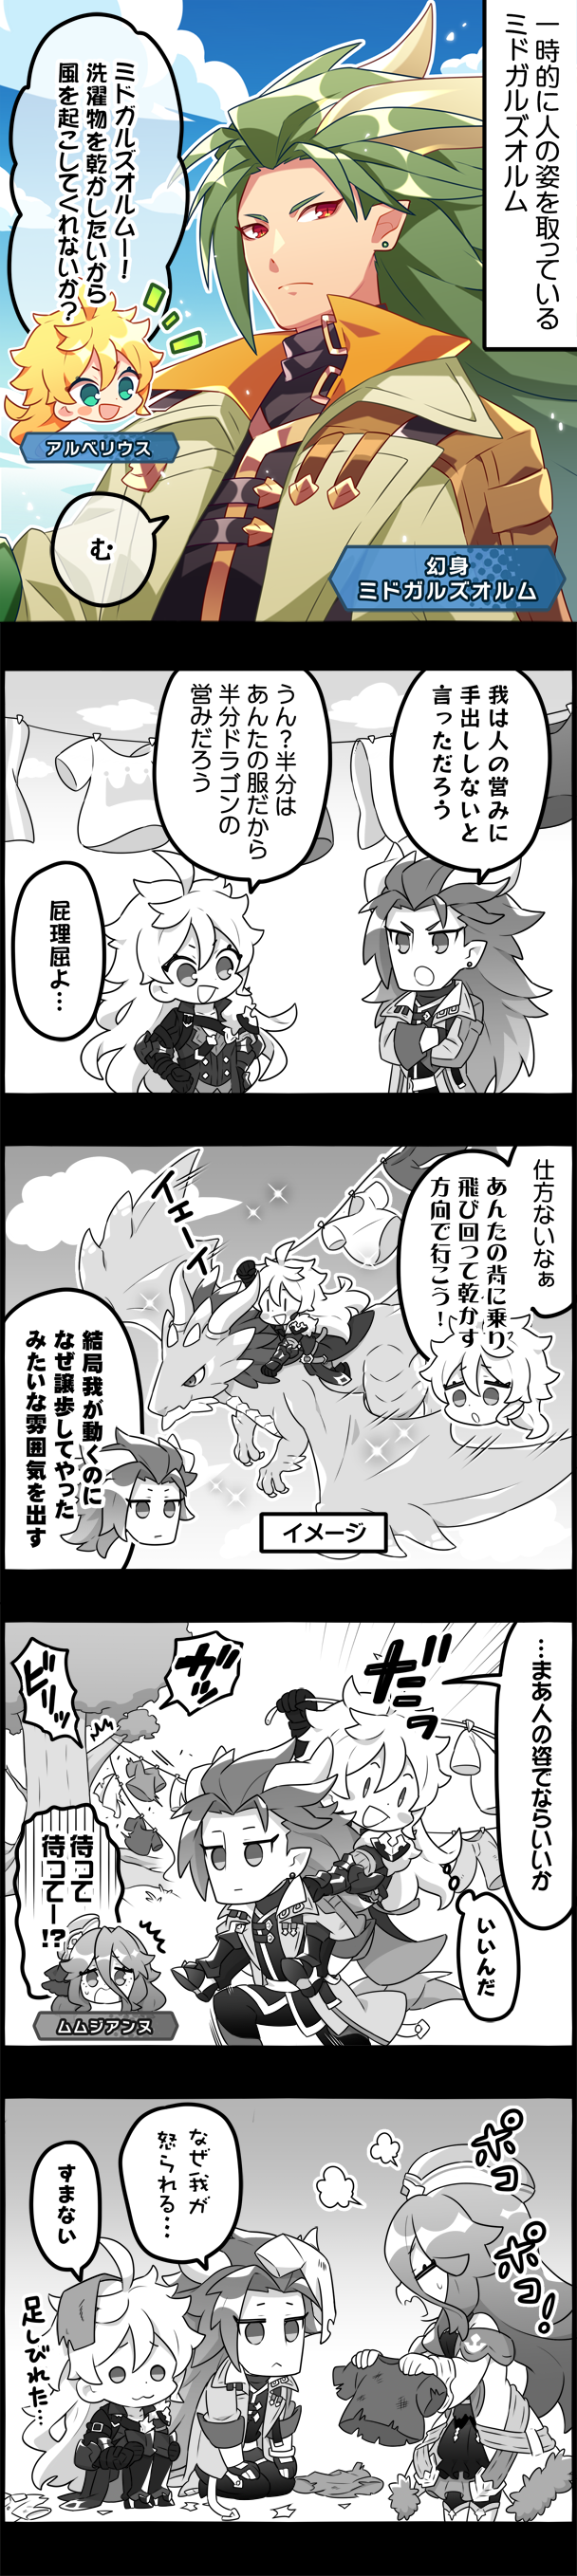 一時的に人の姿を取っている
ミドガルズオルム
ミドガルズオルムー!
洗濯物を乾かしたいから
風を起こしてくれないか?
アルベリウス
む
幻身
ミドガルズオルム
我は人の営みに
手出ししないと
言っただろう
うん?半分は
あんたの服だから
半分ドラゴンの
営みだろう
屁理屈よ…
仕方ないなぁ
あんたの背に乗り
飛び回って乾かす
方向で行こう!
イェーイ
イメージ
結局我が動くのに
なぜ譲歩してやった
みたいな雰囲気を出す
…まあ人の姿でならいいか
いいんだ
だっ
ガッ
ビリッ
待って
待ってー!?
ムムジアンヌ
ポコ
ポコ!
なぜ我が
怒られる…
すまない
足しびれた…